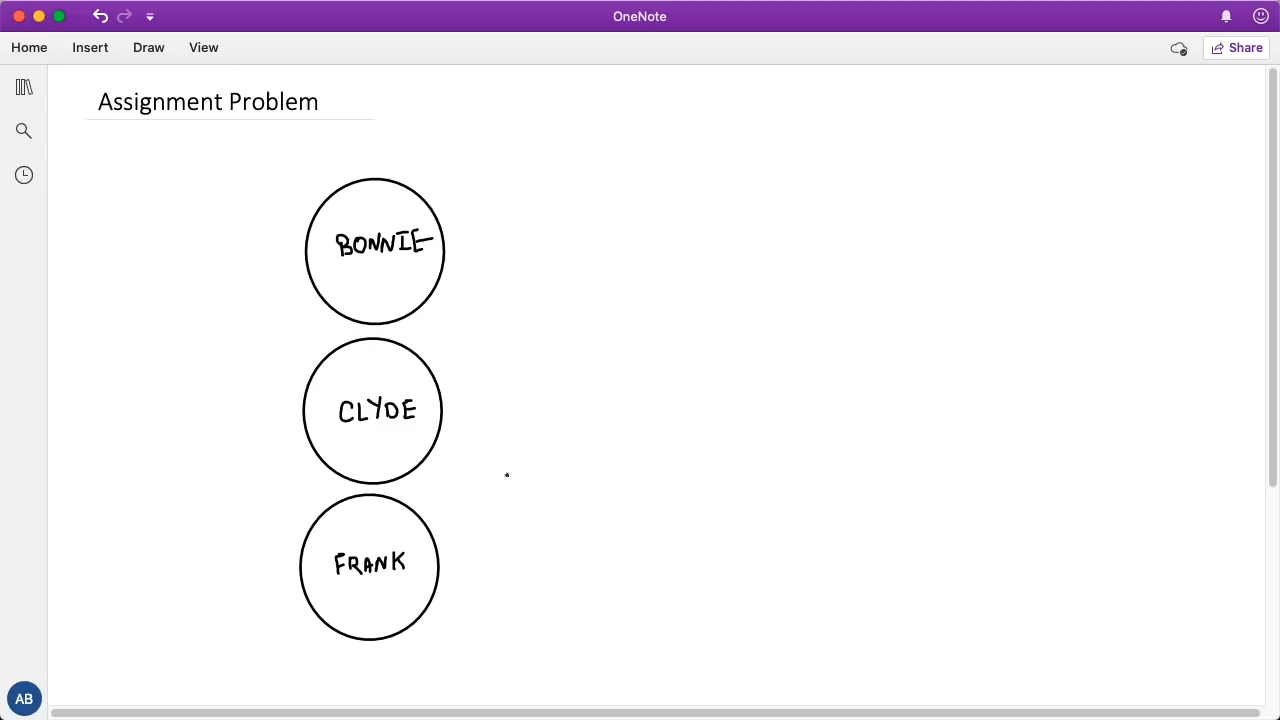 OneNote
Home Insert Draw View Share
Assignment Problem
BONNIE
CLYDE
FRANK
AB